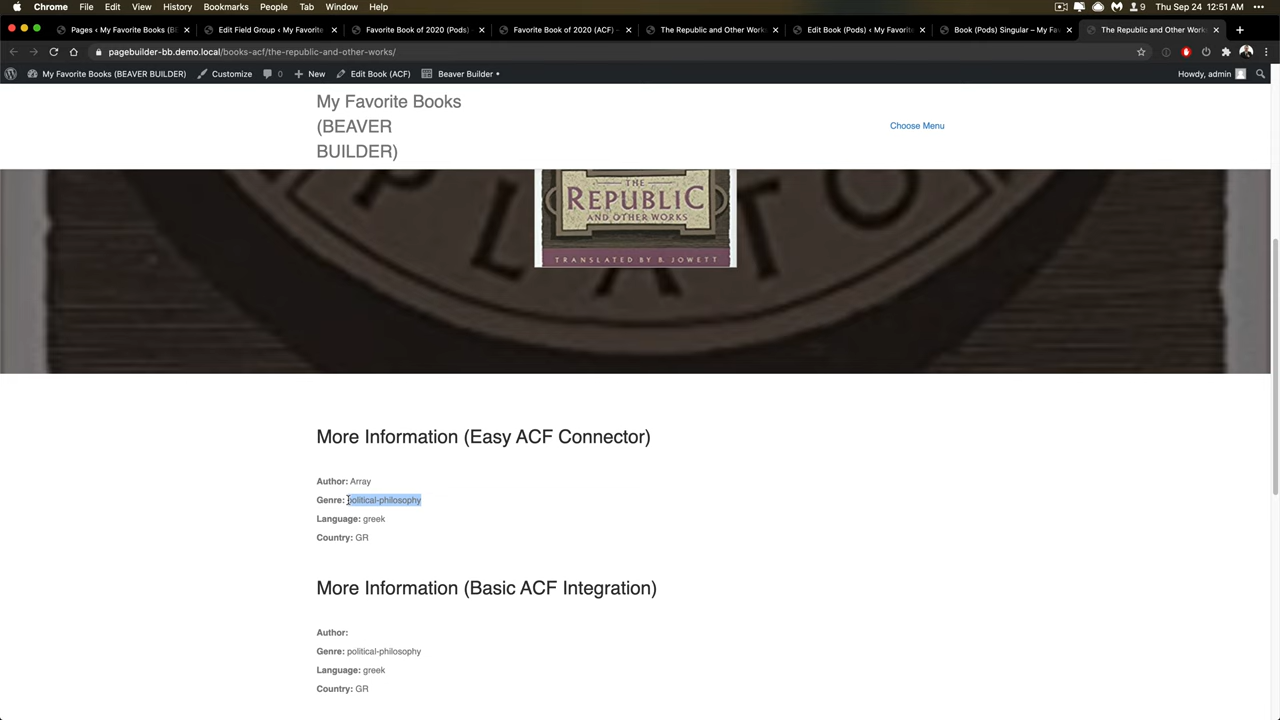 Chrome File Edit View History Bookmarks People Tab Window Help 9 Thu Sep 24 12:51 AM
Pages ‹ My Favorite Books (BE
Edit Field Group ‹ My Favorite
Favorite Book of 2020 (Pods)
Favorite Book of 2020 (ACF) –
The Republic and Other Works
Edit Book (Pods) ‹ My Favorite
Book (Pods) Singular – My Fav
The Republic and Other Works
pagebuilder-bb.demo.local/books-acf/the-republic-and-other-works/
My Favorite Books (BEAVER BUILDER) Customize 0 New Edit Book (ACF) Beaver Builder • Howdy, admin
My Favorite Books
(BEAVER
BUILDER)
Choose Menu
PLATO
THE
REPUBLIC
AND OTHER WORKS
TRANSLATED BY B. JOWETT
More Information (Easy ACF Connector)
Author: Array
Genre: political-philosophy
Language: greek
Country: GR
More Information (Basic ACF Integration)
Author:
Genre: political-philosophy
Language: greek
Country: GR